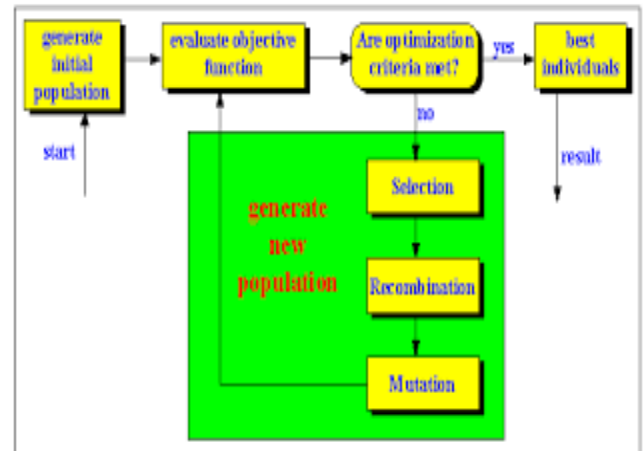 generate
initial
population
evaluate objective
function
Are optimization
criteria met?
yes
best
individuals
start
no
result
Selection
generate
new
population
Recombination
Mutation